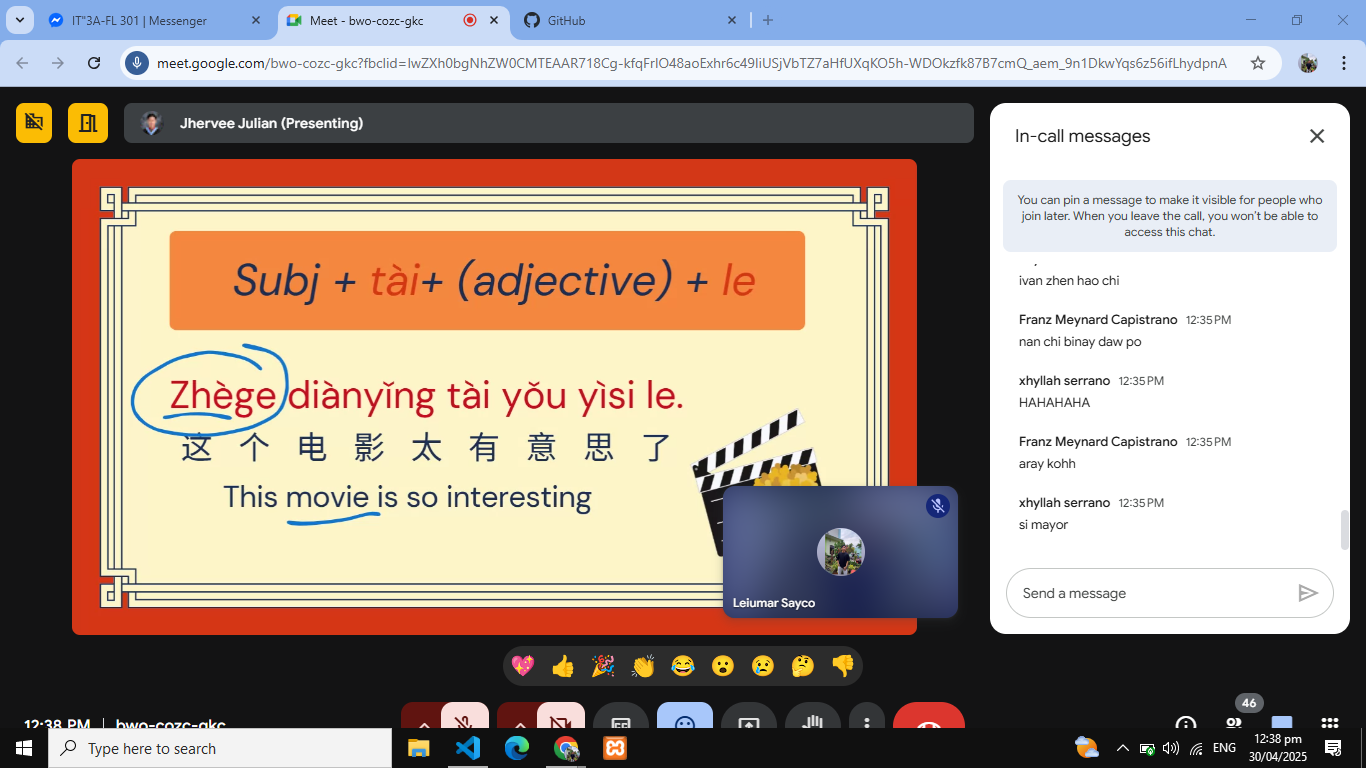 IT"3A-FL 301 | Messenger
Meet - bwo-cozc-gkc
GitHub
meet.google.com/bwo-cozc-gkc?fbclid=IwZXh0bgNhZW0CMTEAAR718Cg-kfqFrIO48aoExhr6c49IiUSjVbTZ7aHfUXqKO5h-WDOkzfk87B7cmQ_aem_9n1DkwYqs6z56ifLhydpnA
Jhervee Julian (Presenting)
Subj + tài+ (adjective) + le
Zhège diànyǐng tài yǒu yìsi le.
这 个 电 影 太 有 意 思 了
This movie is so interesting
Leiumar Sayco
In-call messages
You can pin a message to make it visible for people who
join later. When you leave the call, you won't be able to
access this chat.
ivan zhen hao chi
Franz Meynard Capistrano 12:35 PM
nan chi binay daw po
xhyllah serrano 12:35 PM
HAHAHAHA
Franz Meynard Capistrano 12:35 PM
aray kohh
xhyllah serrano 12:35 PM
si mayor
Send a message
12:38 PM | bwo-cozc-gkc
46
Type here to search
ENG
12:38 pm
30/04/2025